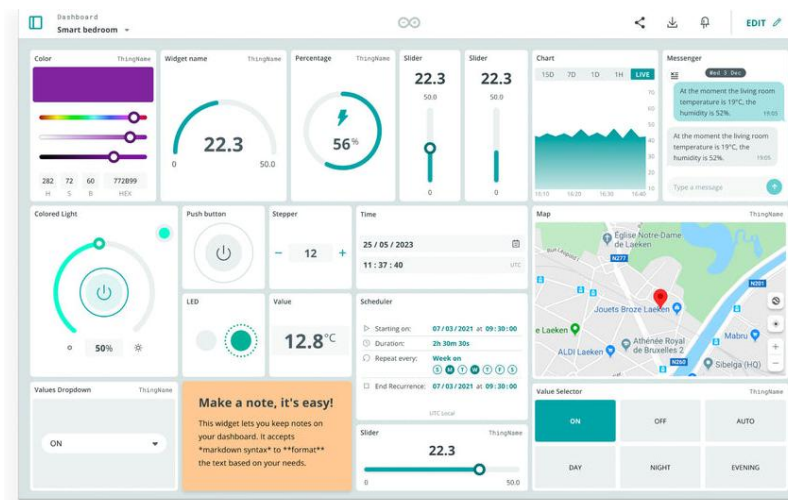 Dashboard
Smart bedroom
EDIT
Color
ThingName
282 72 60 772B99
H S B HEX
Widget name
ThingName
22.3
0 50.0
Percentage
ThingName
56%
Slider
22.3
50.0
0
Slider
22.3
50.0
0
Chart
15D 7D 1D 1H LIVE
70
60
50
40
30
20
10
16:10 16:20 16:30 16:40
Messenger
Wed 3 Dec
At the moment the living room
temperature is 19°C, the
humidity is 52%. 19:05
At the moment the living room
temperature is 19°C, the
humidity is 52%. 19:05
Type a message
Colored Light
50%
Push button
Stepper
- 12 +
Time
25 / 05 / 2023
11 : 37 : 40
UTC
Map
ThingName
Église Notre-Dame
de Laeken
N277
N201
Jouets Broze Laeken
e Laeken
Athénée Royal
de Bruxelles 2
ALDI Laeken
Mabru
N260
Sibelga (HQ)
+
-
LED
Value
12.8°C
Scheduler
Starting on: 07/03/2021 at 09:30:00
Duration: 2h 30m 30s
Repeat every: Week on
S M T W T F S
End Recurrence: 07/03/2021 at 09:30:00
UTC Local
Values Dropdown
ThingName
ON
Make a note, it's easy!
This widget lets you keep notes on
your dashboard. It accepts
*markdown syntax* to **format**
the text based on your needs.
Slider
ThingName
22.3
0 50.0
Value Selector
ThingName
ON OFF AUTO
DAY NIGHT EVENING